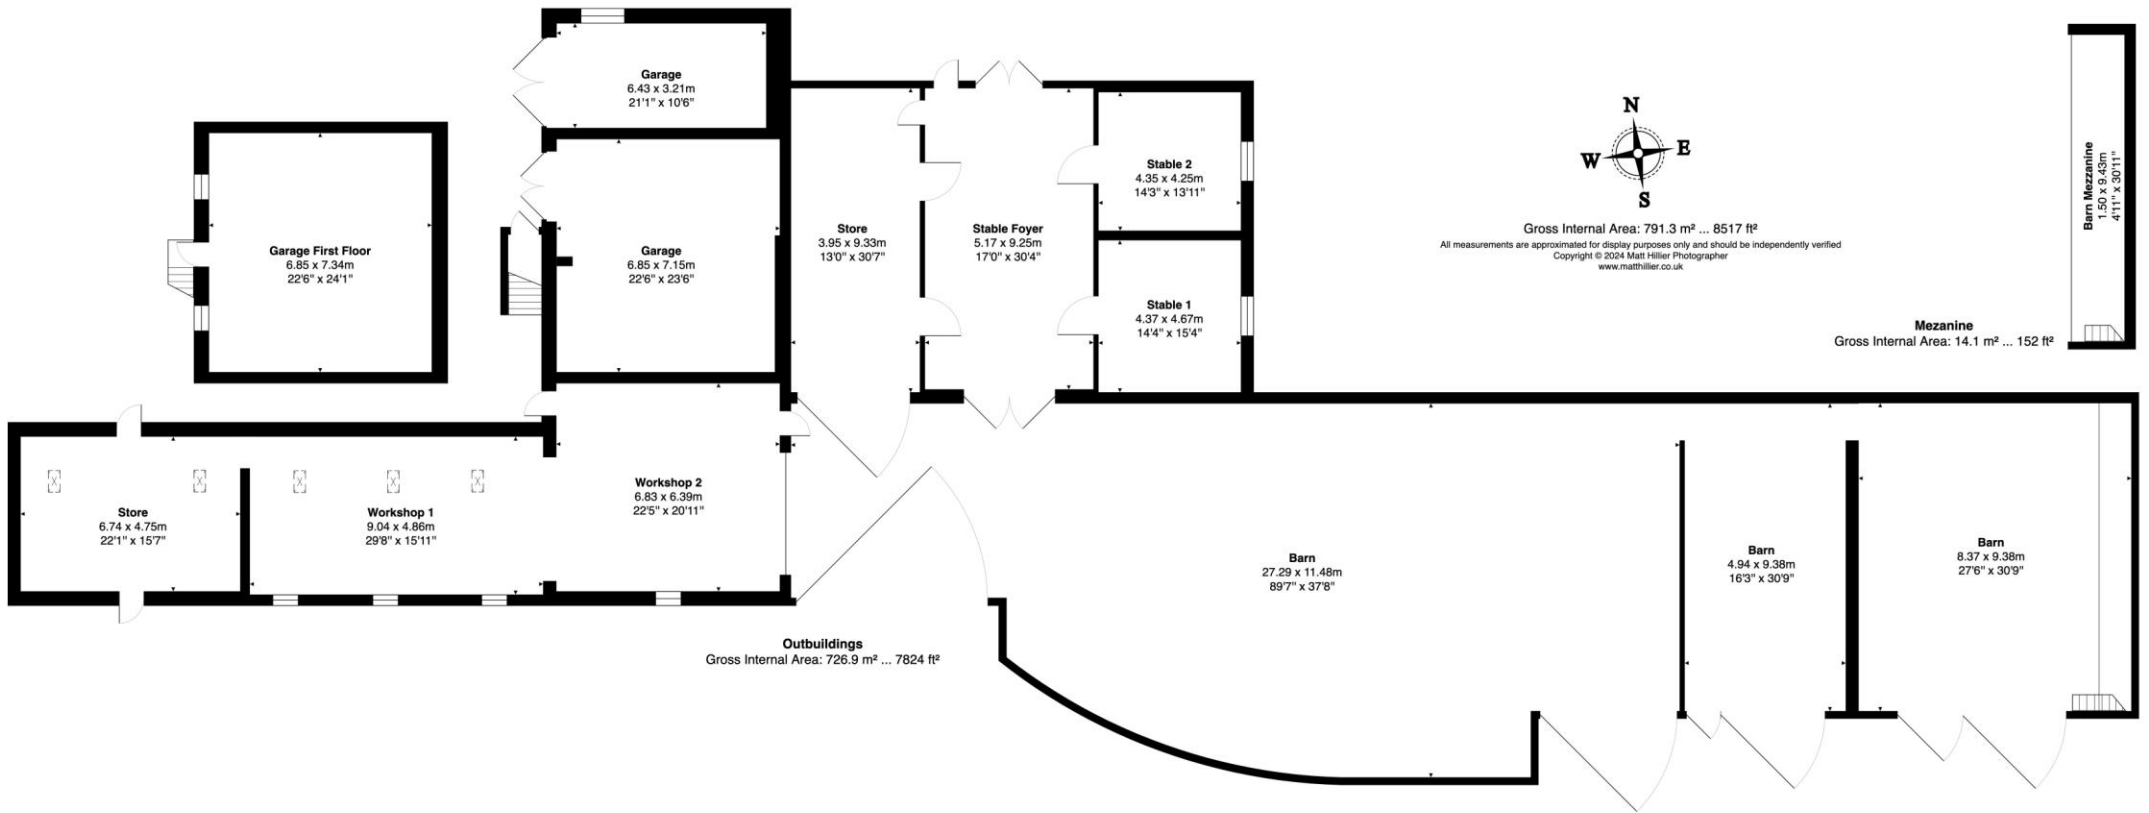 Garage
6.43 x 3.21m
21'1" x 10'6"
Garage First Floor
6.85 x 7.34m
22'6" x 24'1"
Garage
6.85 x 7.15m
22'6" x 23'6"
Store
3.95 x 9.33m
13'0" x 30'7"
Stable Foyer
5.17 x 9.25m
17'0" x 30'4"
Stable 2
4.35 x 4.25m
14'3" x 13'11"
Stable 1
4.37 x 4.67m
14'4" x 15'4"
N
W
E
S
Gross Internal Area: 791.3 m² ... 8517 ft²
All measurements are approximated for display purposes only and should be independently verified
Copyright © 2024 Matt Hillier Photographer
www.matthillier.co.uk
Barn Mezzanine
1.50 x 9.43m
4'11" x 30'11"
Mezanine
Gross Internal Area: 14.1 m² ... 152 ft²
Store
6.74 x 4.75m
22'1" x 15'7"
Workshop 1
9.04 x 4.86m
29'8" x 15'11"
Workshop 2
6.83 x 6.39m
22'5" x 20'11"
Barn
27.29 x 11.48m
89'7" x 37'8"
Barn
4.94 x 9.38m
16'3" x 30'9"
Barn
8.37 x 9.38m
27'6" x 30'9"
Outbuildings
Gross Internal Area: 726.9 m² ... 7824 ft²